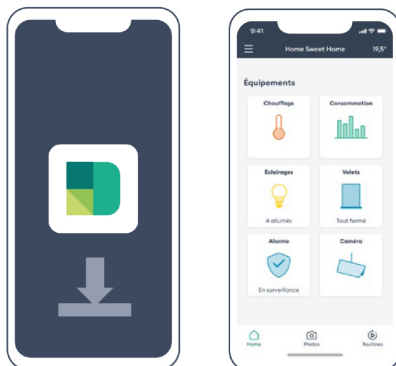 9:41
Home Sweet Home 19,5°
Équipements
Chauffage Consommation
Éclairages Volets
4 allumés Tout fermé
Alarme Caméra
En surveillance
Home Photos Routines